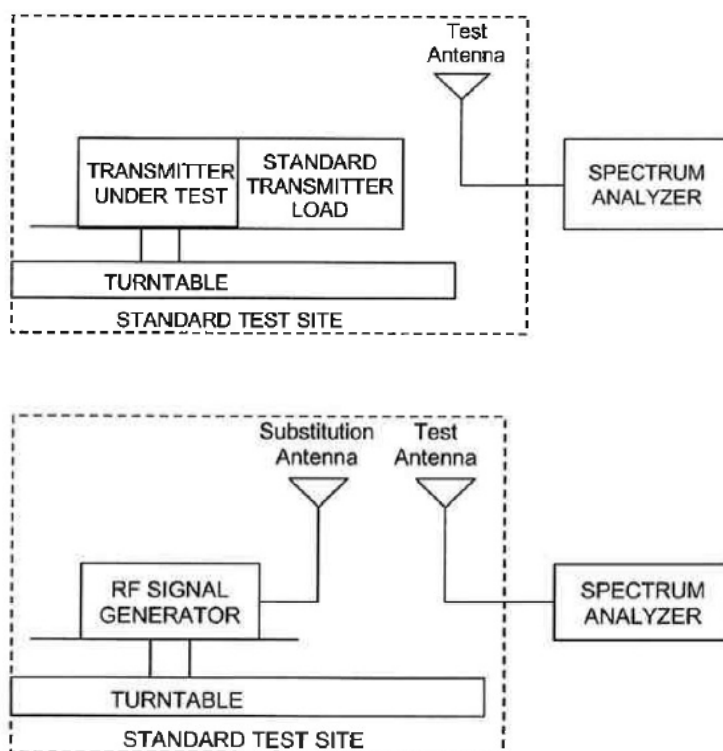 Test
Antenna
TRANSMITTER
UNDER TEST
STANDARD
TRANSMITTER
LOAD
SPECTRUM
ANALYZER
TURNTABLE
STANDARD TEST SITE
Substitution
Antenna
Test
Antenna
RF SIGNAL
GENERATOR
SPECTRUM
ANALYZER
TURNTABLE
STANDARD TEST SITE